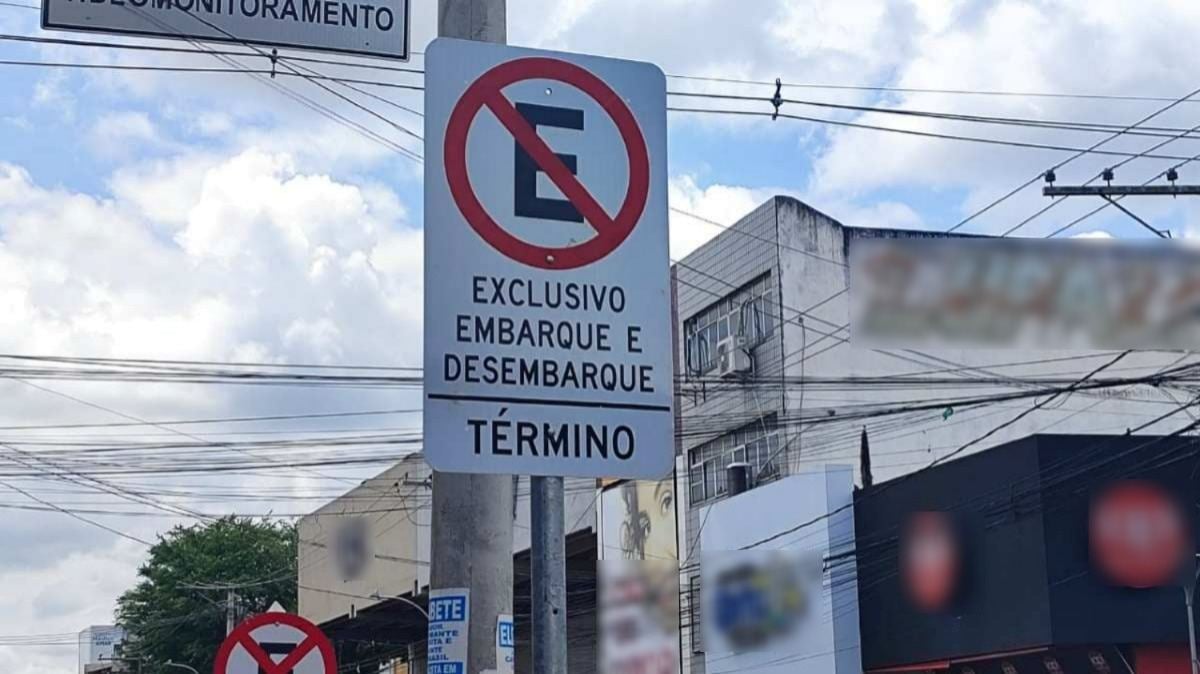 VIDEOMONITORAMENTO
E
EXCLUSIVO
EMBARQUE E
DESEMBARQUE
TÉRMINO
E